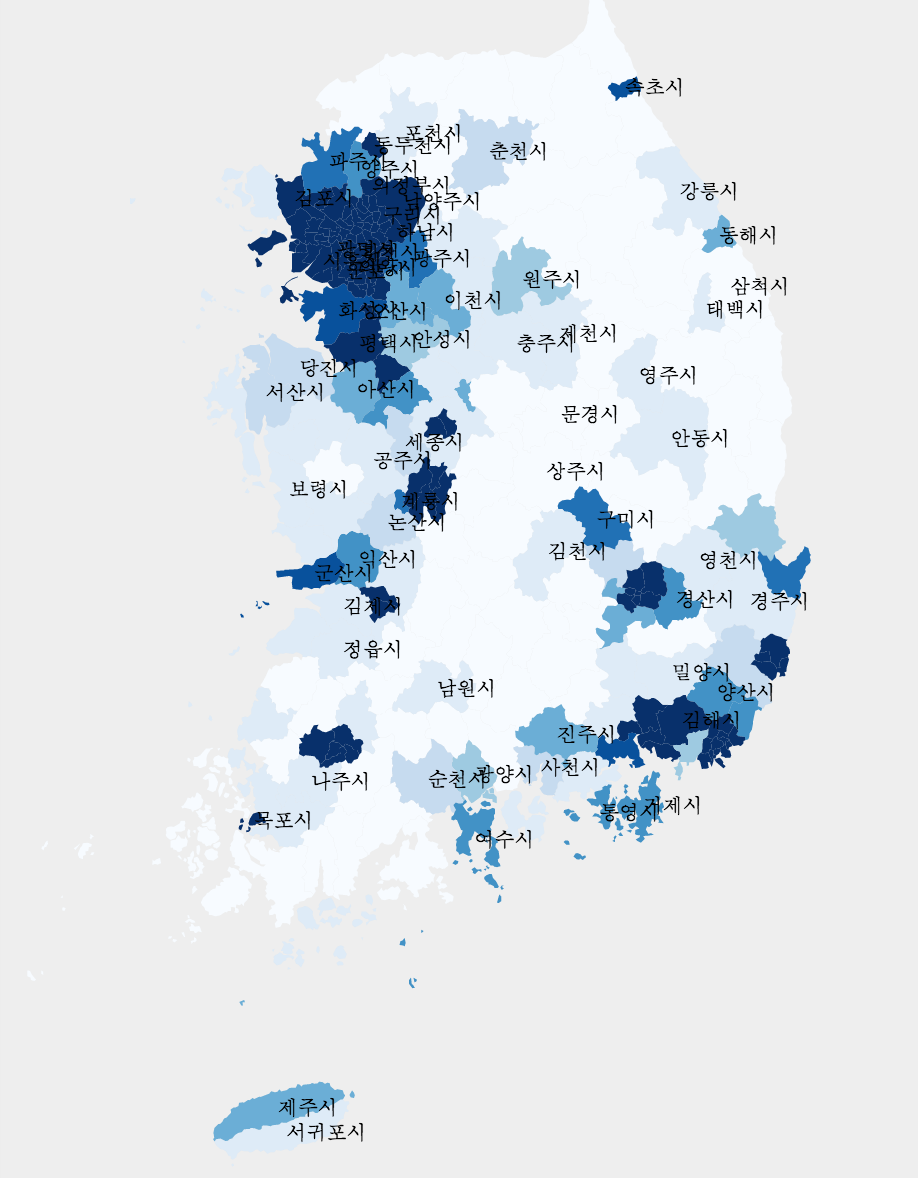 속초시
포천시
동두천시
춘천시
파주시
양주시
의정부시
강릉시
김포시
남양주시
구리시
하남시
동해시
광명시
광주시
군포시
원주시
삼척시
이천시
태백시
화성시
오산시
제천시
평택시
안성시
충주시
당진시
영주시
서산시
아산시
문경시
세종시
안동시
공주시
상주시
보령시
계룡시
논산시
구미시
김천시
익산시
영천시
군산시
경산시
경주시
김제시
정읍시
밀양시
남원시
양산시
김해시
진주시
사천시
광양시
순천시
나주시
거제시
통영시
목포시
여수시
제주시
서귀포시